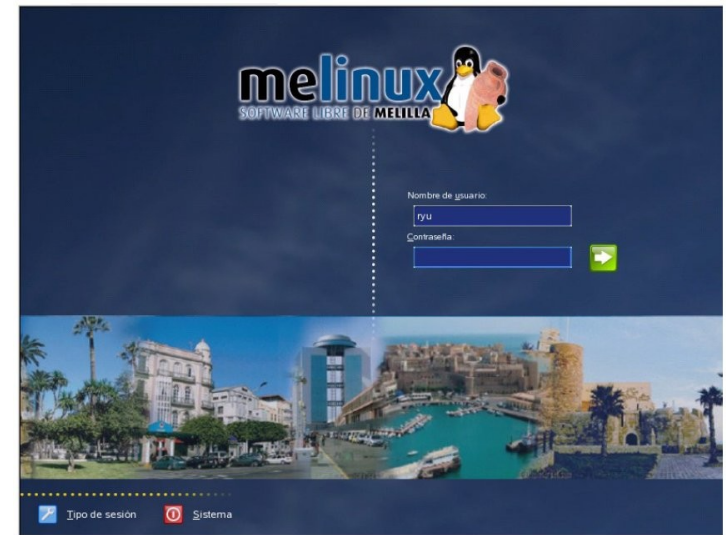 melinux
SOFTWARE LIBRE DE MELILLA
Nombre de usuario:
ryu
Contraseña:
Tipo de sesión
Sistema